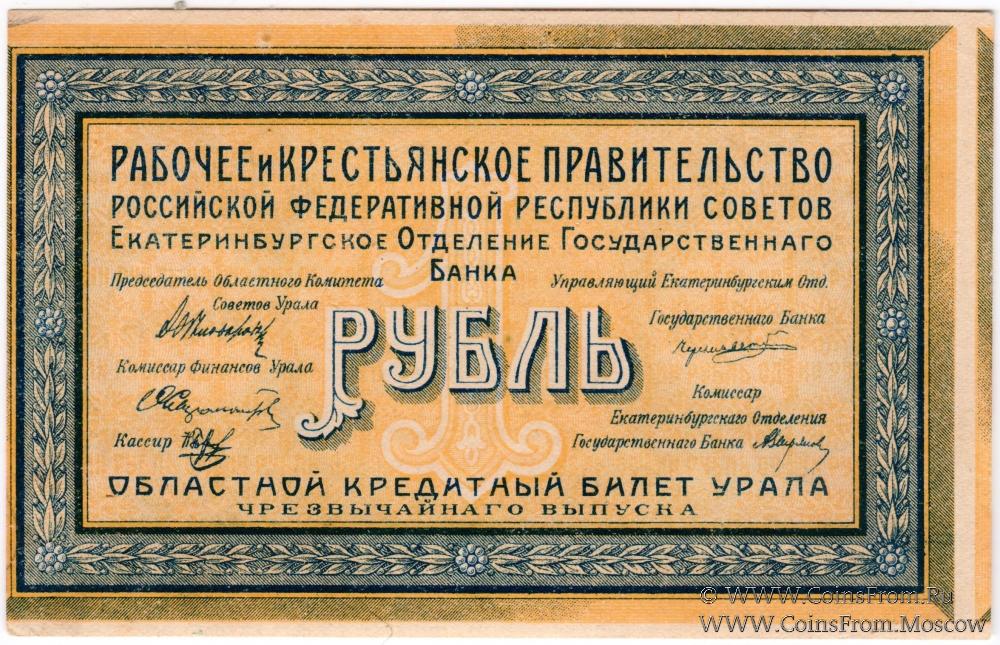 РАБОЧЕЕ и КРЕСТЬЯНСКОЕ ПРАВИТЕЛЬСТВО
РОССИЙСКОЙ ФЕДЕРАТИВНОЙ РЕСПУБЛИКИ СОВЕТОВ
ЕКАТЕРИНБУРГСКОЕ ОТДЕЛЕНИЕ ГОСУДАРСТВЕННАГО
БАНКА
Председатель Областного Комитета
Советов Урала
Управляющий Екатеринбургским Отд.
Государственнаго Банка
1
РУБЛЬ
Комиссар Финансов Урала
Кассир
Комиссар
Екатеринбургскаго Отделения
Государственнаго Банка
ОБЛАСТНОЙ КРЕДИТНЫЙ БИЛЕТ УРАЛА
ЧРЕЗВЫЧАЙНАГО ВЫПУСКА
© WWW.COINSFROM.RU
WWW.COINSFROM.MOSCOW